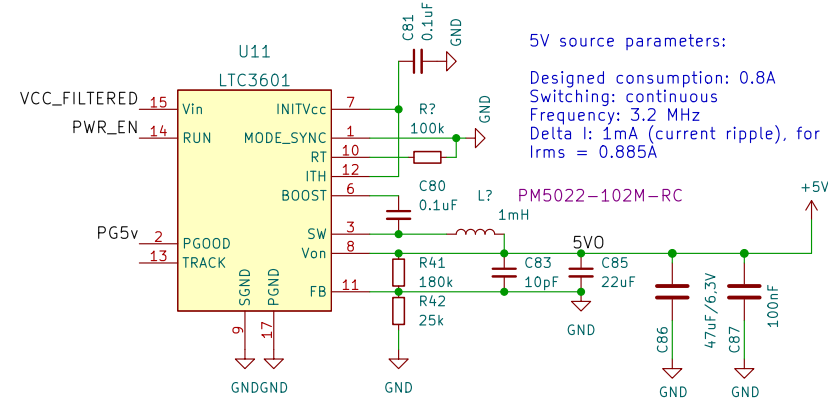 C81
0.1uF
GND
5V source parameters:
U11
LTC3601
Designed consumption: 0.8A
Switching: continuous
Frequency: 3.2 MHz
Delta I: 1mA (current ripple), for
Irms = 0.885A
VCC_FILTERED
15
Vin
INITVcc
7
R?
100k
GND
PWR_EN
14
RUN
MODE_SYNC
1
RT
10
ITH
12
BOOST
6
C80
0.1uF
L?
PM5022-102M-RC
1mH
+5V
PG5v
2
PGOOD
SW
3
13
TRACK
Von
8
5VO
R41
180k
C83
10pF
C85
22uF
SGND
PGND
FB
11
R42
25k
9
17
GND
C86
47uF/6,3V
C87
100nF
GND
GND
GND
GND
GND